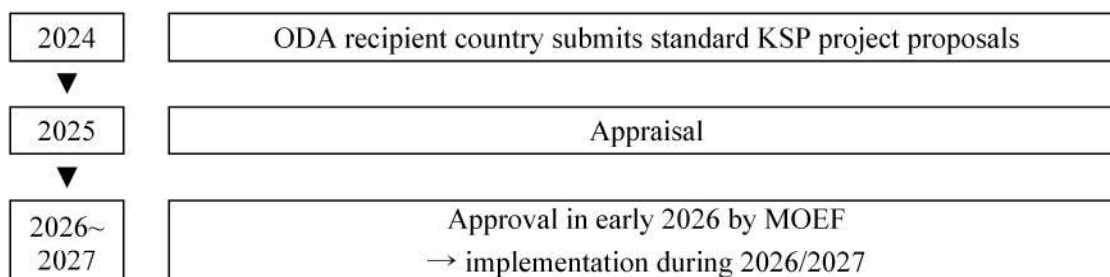 2024
ODA recipient country submits standard KSP project proposals
2025
Appraisal
2026~
2027
Approval in early 2026 by MOEF
→ implementation during 2026/2027